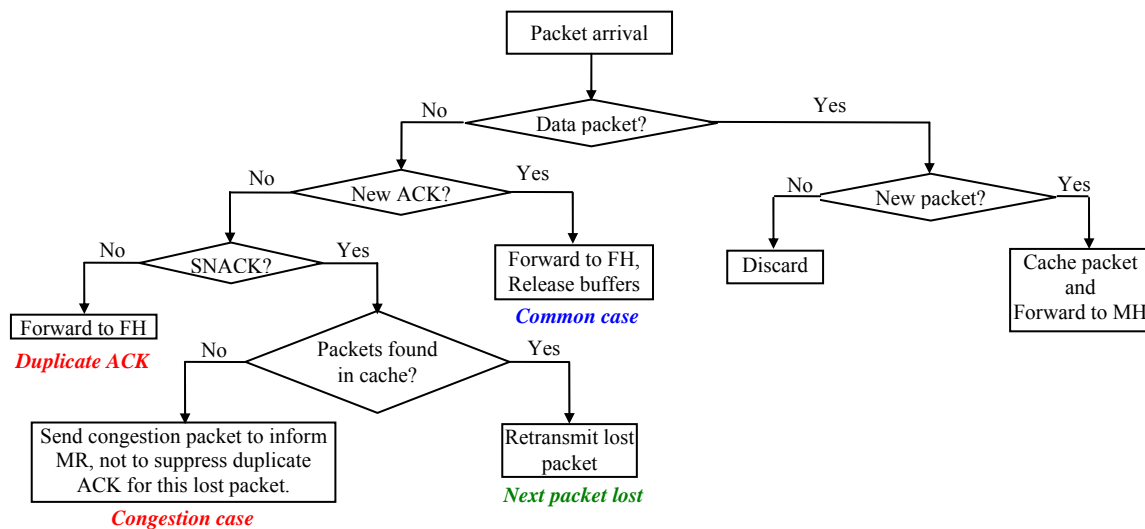 Packet arrival
No
Yes
Data packet?
No
Yes
New ACK?
No
Yes
New packet?
No
Yes
SNACK?
Forward to FH,
Release buffers
Common case
Discard
Cache packet
and
Forward to MH
Forward to FH
Duplicate ACK
No
Yes
Packets found
in cache?
Send congestion packet to inform
MR, not to suppress duplicate
ACK for this lost packet.
Congestion case
Retransmit lost
packet
Next packet lost